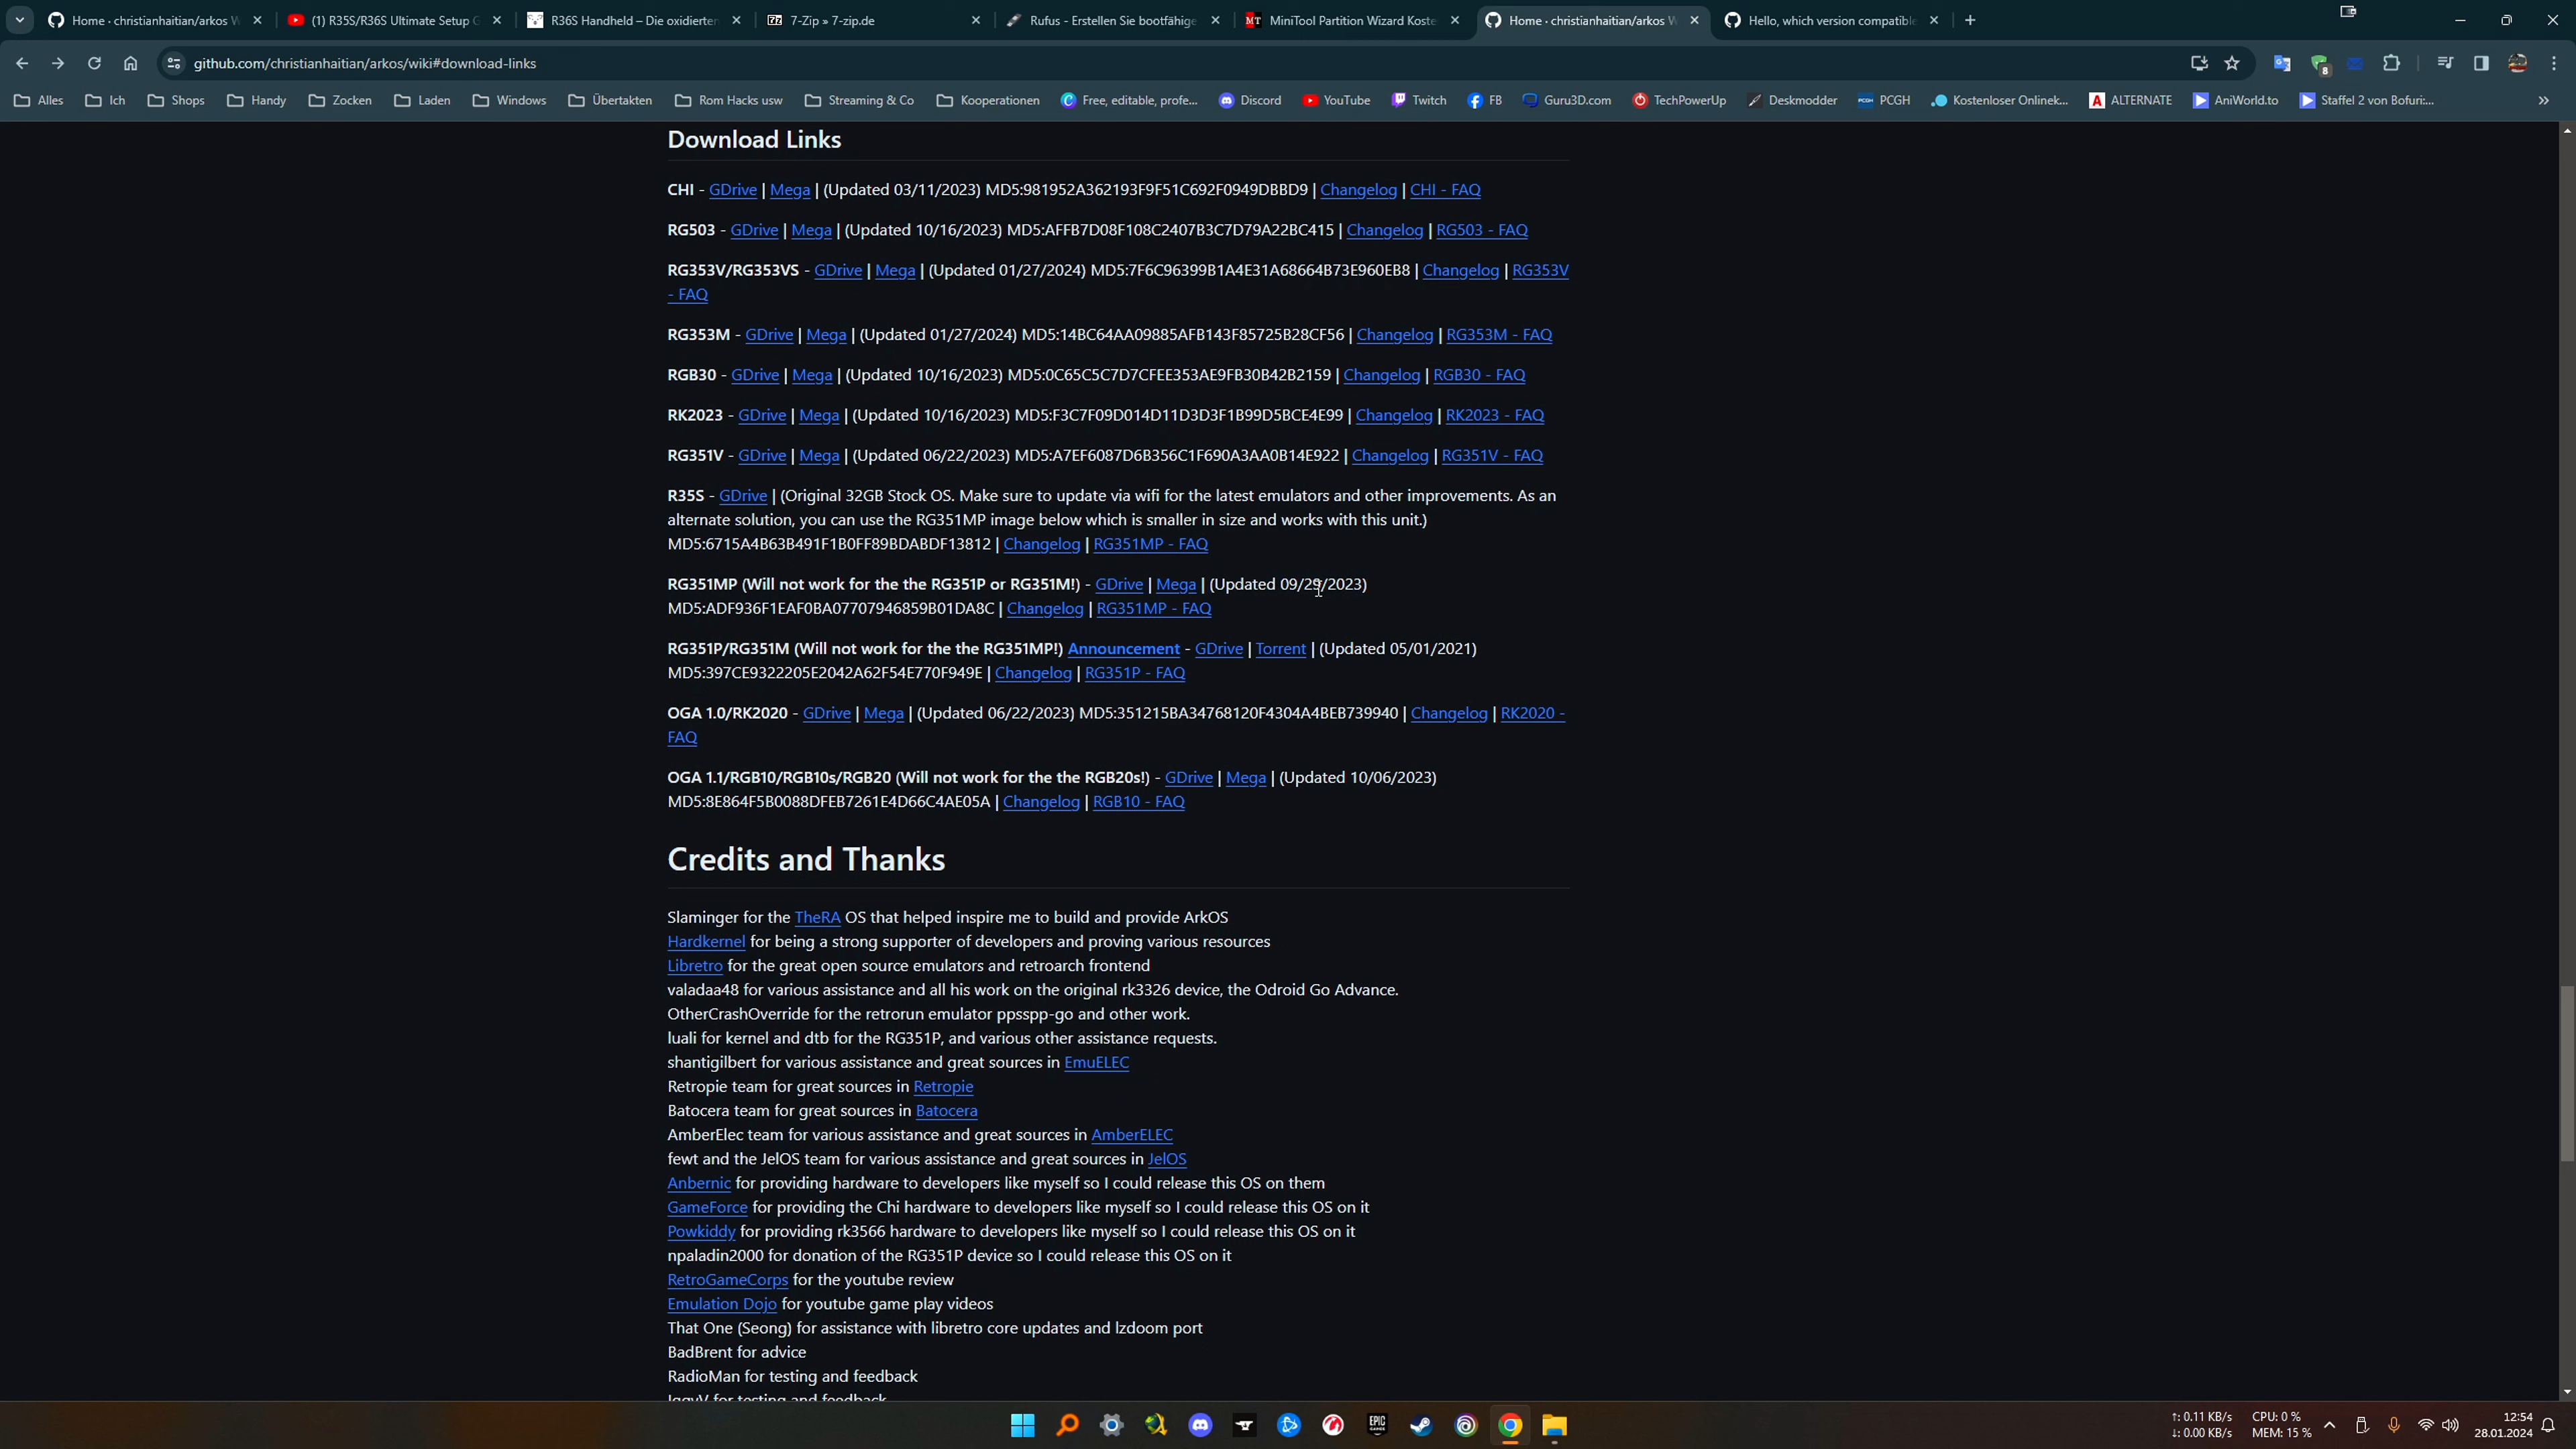 Home · christianhaitian/arkos W
(1) R35S/R36S Ultimate Setup G
R36S Handheld – Die oxidierten
7-Zip » 7-zip.de
Rufus - Erstellen Sie bootfähige
MiniTool Partition Wizard Koste
Home · christianhaitian/arkos W
Hello, which version compatible
github.com/christianhaitian/arkos/wiki#download-links
8
Alles
Ich
Shops
Handy
Zocken
Laden
Windows
Übertakten
Rom Hacks usw
Streaming & Co
Kooperationen
Free, editable, profe...
Discord
YouTube
Twitch
FB
Guru3D.com
TechPowerUp
Deskmodder
PCGH
Kostenloser Onlinek...
ALTERNATE
AniWorld.to
Staffel 2 von Bofuri:...
Download Links
CHI - GDrive | Mega | (Updated 03/11/2023) MD5:981952A362193F9F51C692F0949DBBD9 | Changelog | CHI - FAQ
RG503 - GDrive | Mega | (Updated 10/16/2023) MD5:AFFB7D08F108C2407B3C7D79A22BC415 | Changelog | RG503 - FAQ
RG353V/RG353VS - GDrive | Mega | (Updated 01/27/2024) MD5:7F6C96399B1A4E31A68664B73E960EB8 | Changelog | RG353V
- FAQ
RG353M - GDrive | Mega | (Updated 01/27/2024) MD5:14BC64AA09885AFB143F85725B28CF56 | Changelog | RG353M - FAQ
RGB30 - GDrive | Mega | (Updated 10/16/2023) MD5:0C65C5C7D7CFEE353AE9FB30B42B2159 | Changelog | RGB30 - FAQ
RK2023 - GDrive | Mega | (Updated 10/16/2023) MD5:F3C7F09D014D11D3D3F1B99D5BCE4E99 | Changelog | RK2023 - FAQ
RG351V - GDrive | Mega | (Updated 06/22/2023) MD5:A7EF6087D6B356C1F690A3AA0B14E922 | Changelog | RG351V - FAQ
R35S - GDrive | (Original 32GB Stock OS. Make sure to update via wifi for the latest emulators and other improvements. As an
alternate solution, you can use the RG351MP image below which is smaller in size and works with this unit.)
MD5:6715A4B63B491F1B0FF89BDABDF13812 | Changelog | RG351MP - FAQ
RG351MP (Will not work for the the RG351P or RG351M!) - GDrive | Mega | (Updated 09/29/2023)
MD5:ADF936F1EAF0BA07707946859B01DA8C | Changelog | RG351MP - FAQ
RG351P/RG351M (Will not work for the the RG351MP!) Announcement - GDrive | Torrent | (Updated 05/01/2021)
MD5:397CE9322205E2042A62F54E770F949E | Changelog | RG351P - FAQ
OGA 1.0/RK2020 - GDrive | Mega | (Updated 06/22/2023) MD5:351215BA34768120F4304A4BEB739940 | Changelog | RK2020 -
FAQ
OGA 1.1/RGB10/RGB10s/RGB20 (Will not work for the the RGB20s!) - GDrive | Mega | (Updated 10/06/2023)
MD5:8E864F5B0088DFEB7261E4D66C4AE05A | Changelog | RGB10 - FAQ
Credits and Thanks
Slaminger for the TheRA OS that helped inspire me to build and provide ArkOS
Hardkernel for being a strong supporter of developers and proving various resources
Libretro for the great open source emulators and retroarch frontend
valadaa48 for various assistance and all his work on the original rk3326 device, the Odroid Go Advance.
OtherCrashOverride for the retrorun emulator ppsspp-go and other work.
luali for kernel and dtb for the RG351P, and various other assistance requests.
shantigilbert for various assistance and great sources in EmuELEC
Retropie team for great sources in Retropie
Batocera team for great sources in Batocera
AmberElec team for various assistance and great sources in AmberELEC
fewt and the JelOS team for various assistance and great sources in JelOS
Anbernic for providing hardware to developers like myself so I could release this OS on them
GameForce for providing the Chi hardware to developers like myself so I could release this OS on it
Powkiddy for providing rk3566 hardware to developers like myself so I could release this OS on it
npaladin2000 for donation of the RG351P device so I could release this OS on it
RetroGameCorps for the youtube review
Emulation Dojo for youtube game play videos
That One (Seong) for assistance with libretro core updates and lzdoom port
BadBrent for advice
RadioMan for testing and feedback
IggyV for testing and feedback
EPIC GAMES
↑: 0.11 KB/s
↓: 0.00 KB/s
CPU: 0 %
MEM: 15 %
12:54
28.01.2024